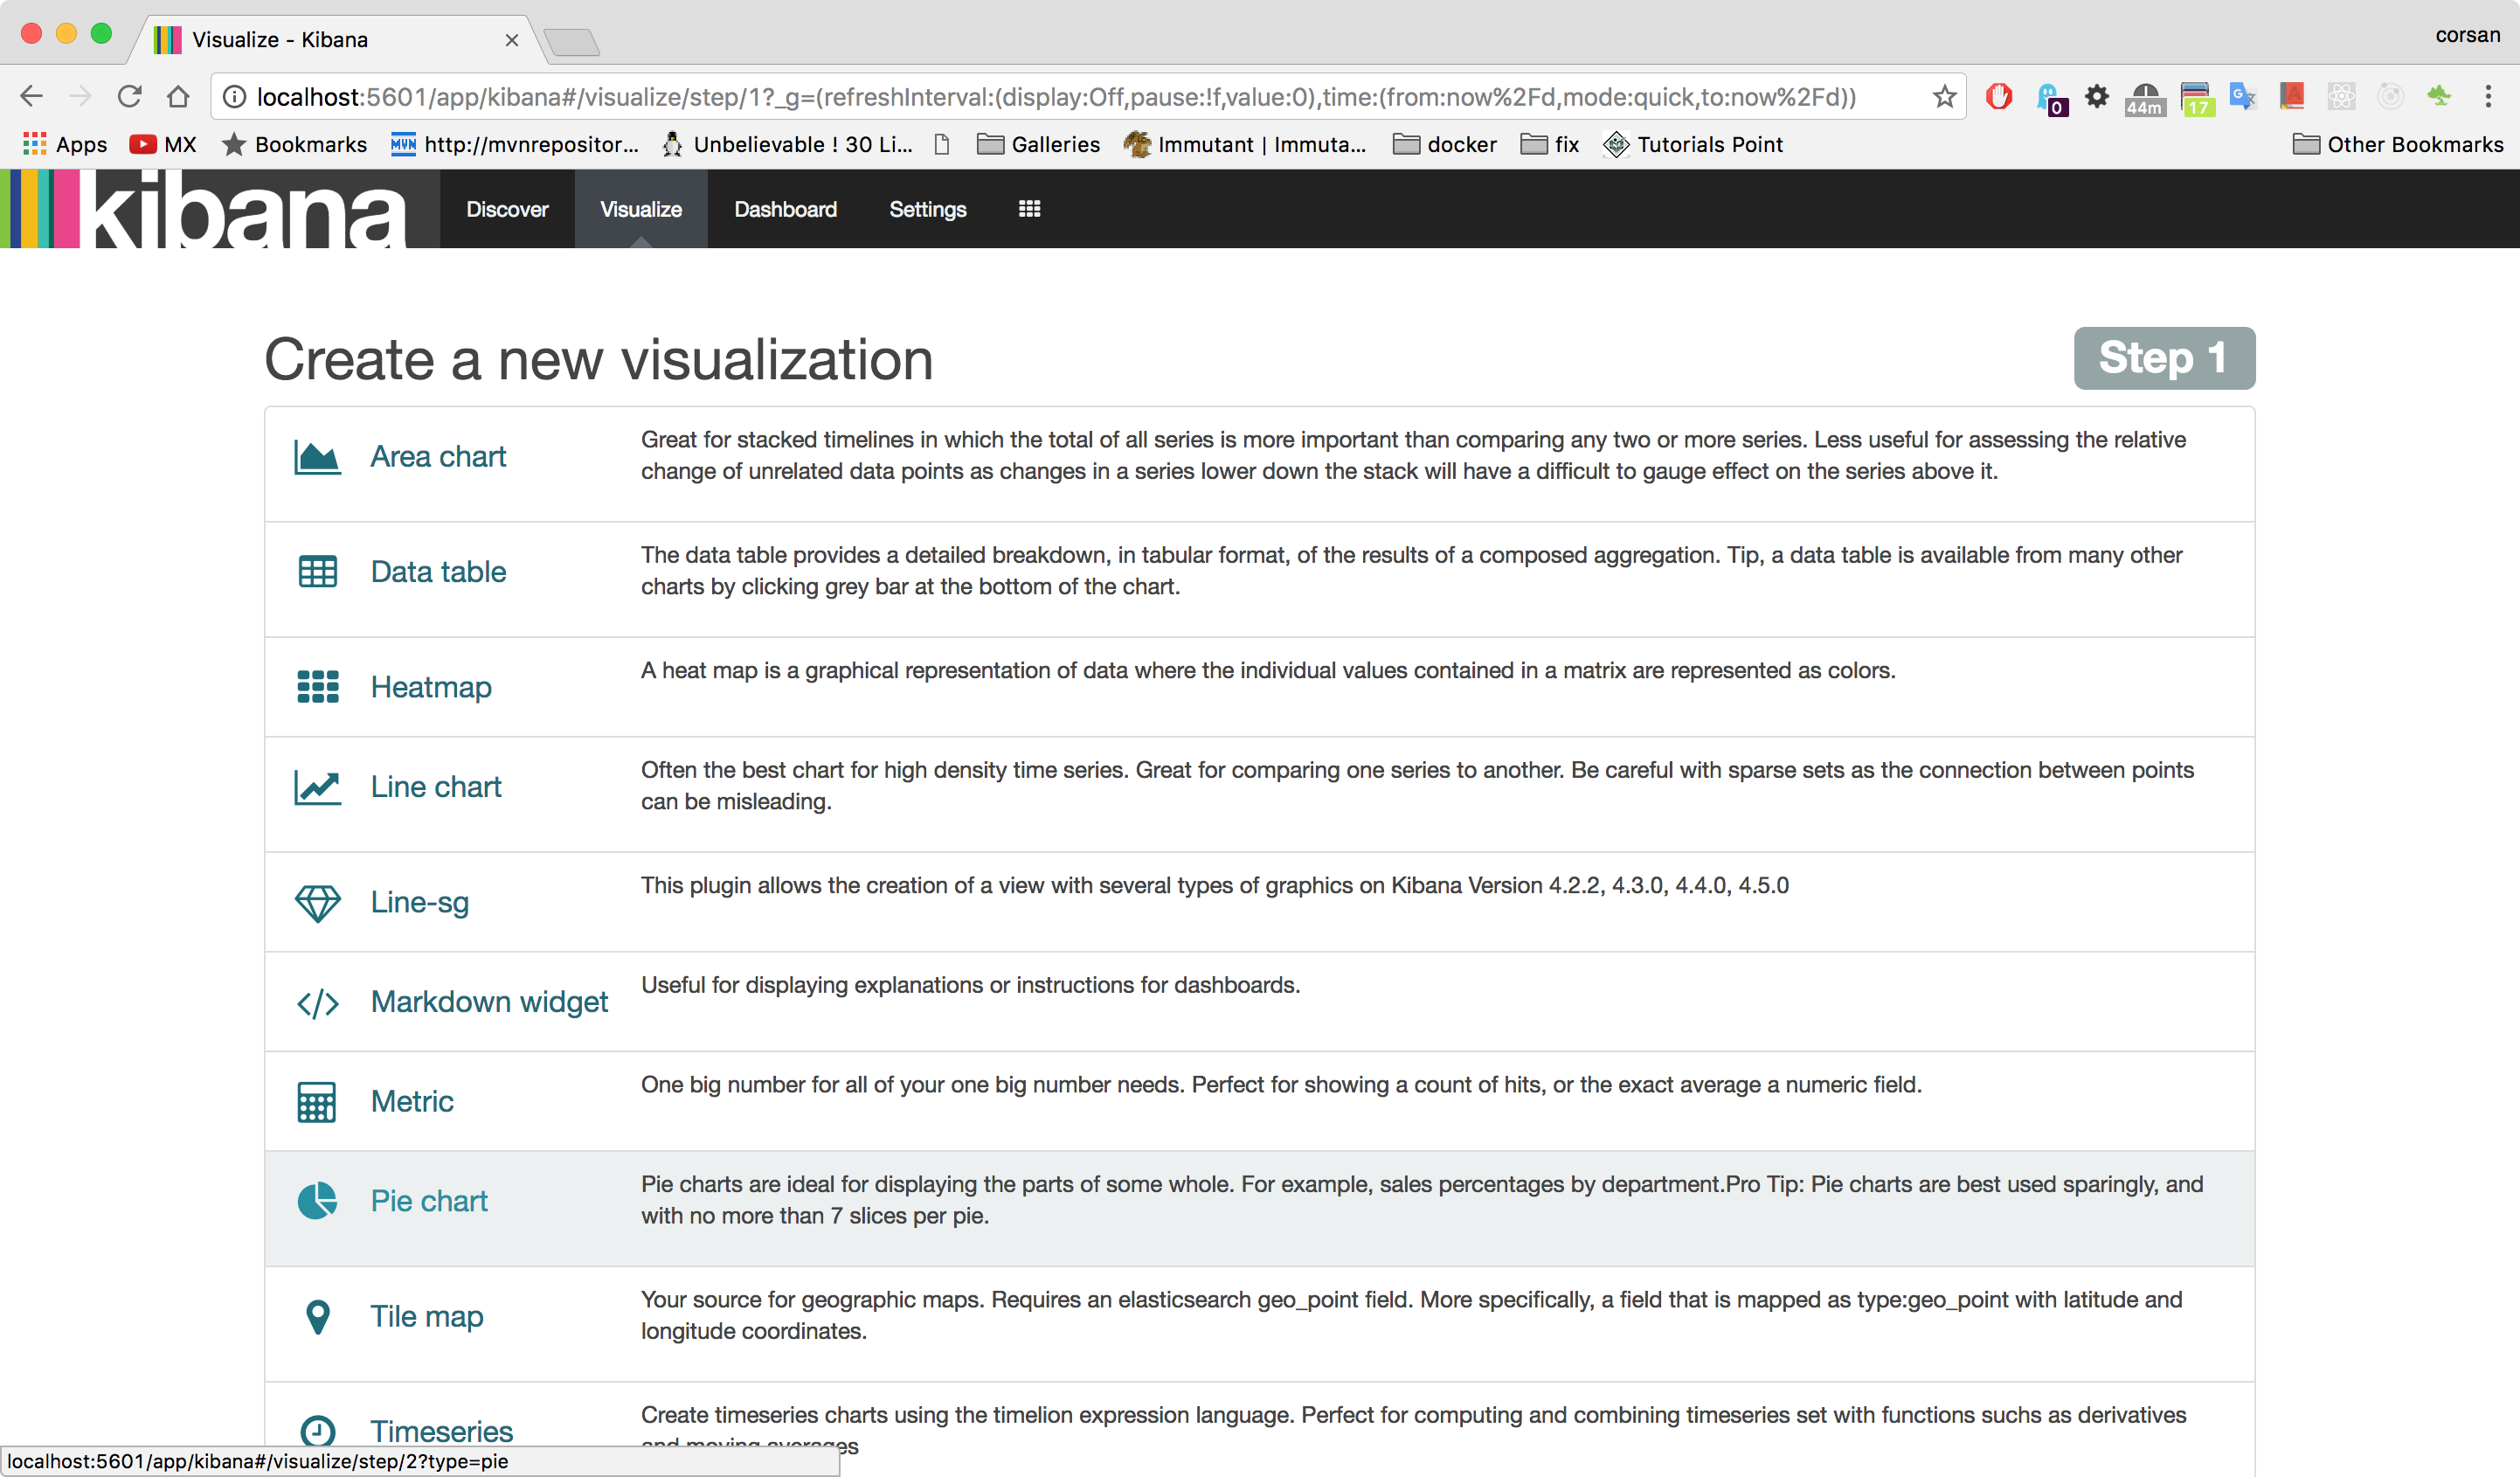 Visualize - Kibana
corsan
localhost:5601/app/kibana#/visualize/step/1?_g=(refreshInterval:(display:Off,pause:!f,value:0),time:(from:now%2Fd,mode:quick,to:now%2Fd))
0
44m
17
Apps
MX
Bookmarks
MVN
http://mvnrepositor...
Unbelievable ! 30 Li...
Galleries
Immutant | Immuta...
docker
fix
Tutorials Point
Other Bookmarks
kibana
Discover
Visualize
Dashboard
Settings
Create a new visualization
Step 1
Area chart
Great for stacked timelines in which the total of all series is more important than comparing any two or more series. Less useful for assessing the relative
change of unrelated data points as changes in a series lower down the stack will have a difficult to gauge effect on the series above it.
Data table
The data table provides a detailed breakdown, in tabular format, of the results of a composed aggregation. Tip, a data table is available from many other
charts by clicking grey bar at the bottom of the chart.
Heatmap
A heat map is a graphical representation of data where the individual values contained in a matrix are represented as colors.
Line chart
Often the best chart for high density time series. Great for comparing one series to another. Be careful with sparse sets as the connection between points
can be misleading.
Line-sg
This plugin allows the creation of a view with several types of graphics on Kibana Version 4.2.2, 4.3.0, 4.4.0, 4.5.0
Markdown widget
Useful for displaying explanations or instructions for dashboards.
Metric
One big number for all of your one big number needs. Perfect for showing a count of hits, or the exact average a numeric field.
Pie chart
Pie charts are ideal for displaying the parts of some whole. For example, sales percentages by department.Pro Tip: Pie charts are best used sparingly, and
with no more than 7 slices per pie.
Tile map
Your source for geographic maps. Requires an elasticsearch geo_point field. More specifically, a field that is mapped as type:geo_point with latitude and
longitude coordinates.
Timeseries
Create timeseries charts using the timelion expression language. Perfect for computing and combining timeseries set with functions suchs as derivatives
and moving averages
localhost:5601/app/kibana#/visualize/step/2?type=pie